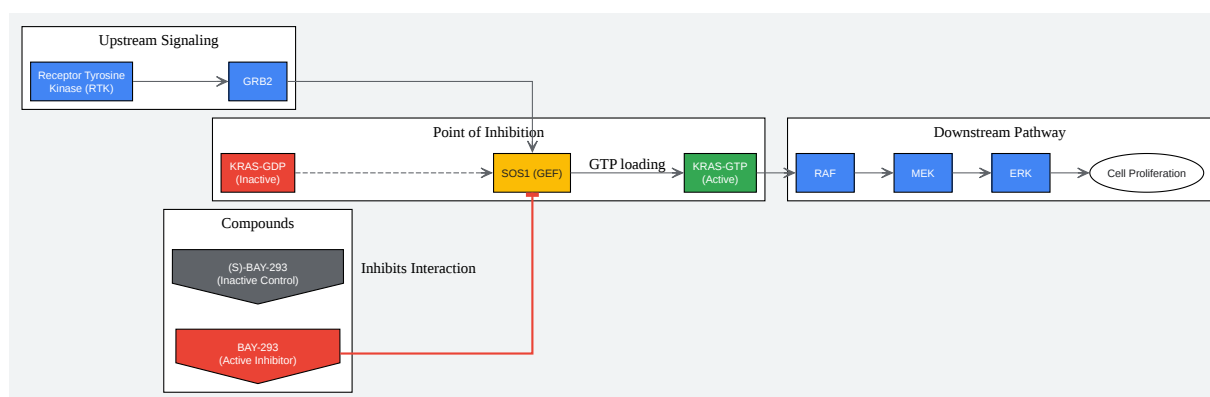 Upstream Signaling
Receptor Tyrosine
Kinase (RTK)
GRB2
Point of Inhibition
KRAS-GDP
(Inactive)
SOS1 (GEF)
GTP loading
KRAS-GTP
(Active)
Downstream Pathway
RAF
MEK
ERK
Cell Proliferation
Compounds
(S)-BAY-293
(Inactive Control)
Inhibits Interaction
BAY-293
(Active Inhibitor)